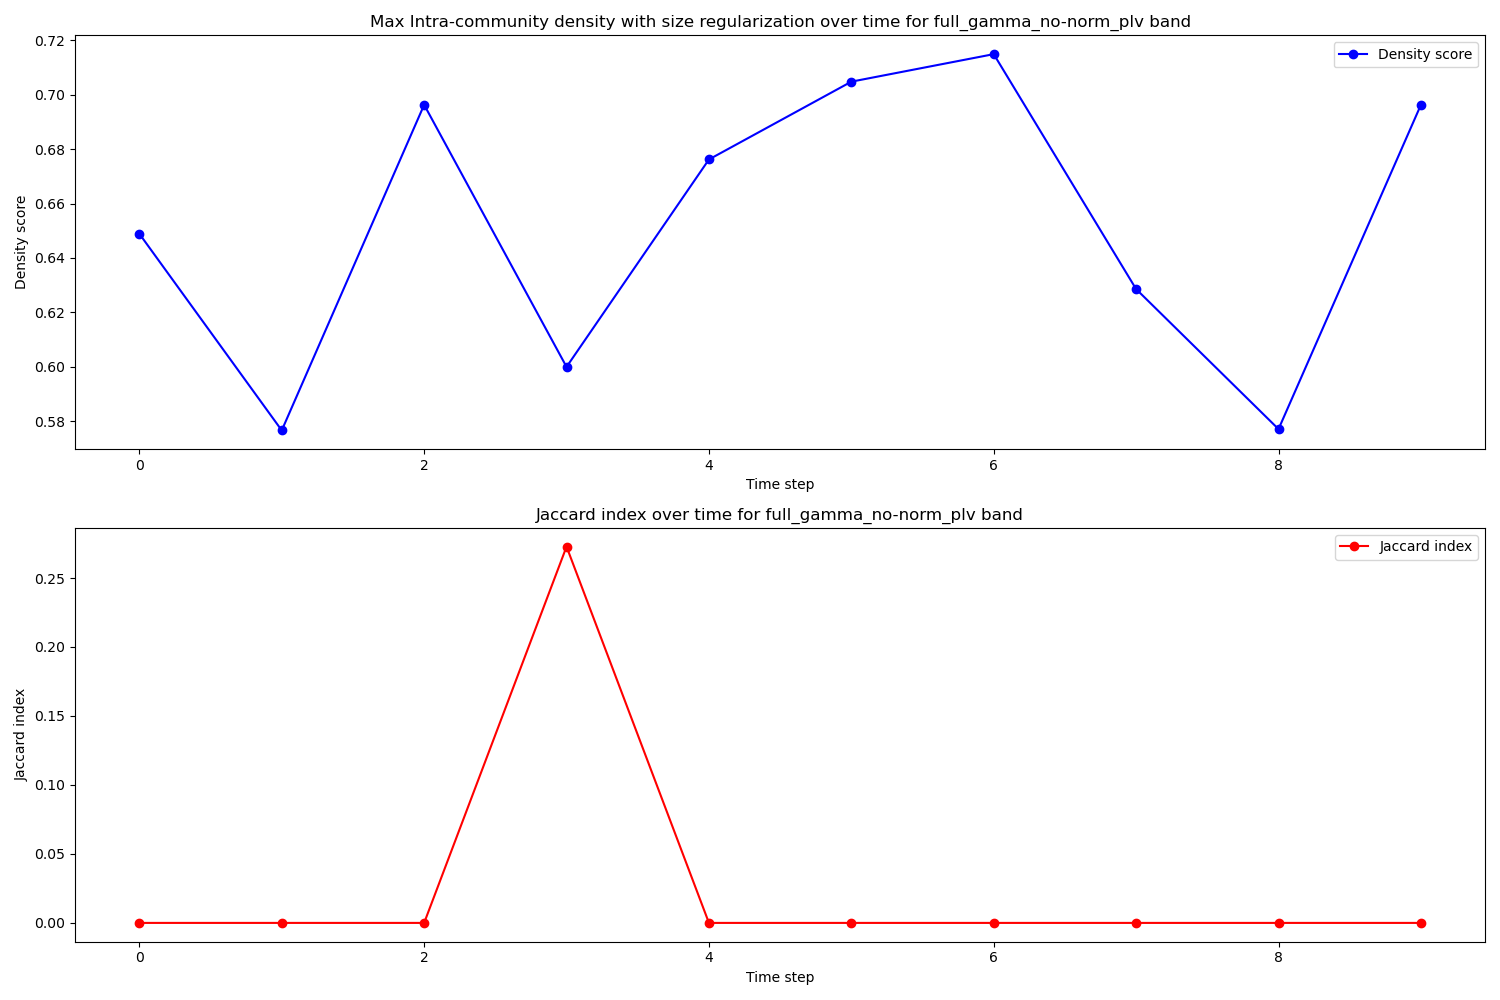 Max Intra-community density with size regularization over time for full_gamma_no-norm_plv band
0.72
0.70
0.68
0.66
0.64
0.62
0.60
0.58
Density score
Density score
0 2 4 6 8
Time step
Jaccard index over time for full_gamma_no-norm_plv band
0.25
0.20
0.15
0.10
0.05
0.00
Jaccard index
Jaccard index
0 2 4 6 8
Time step